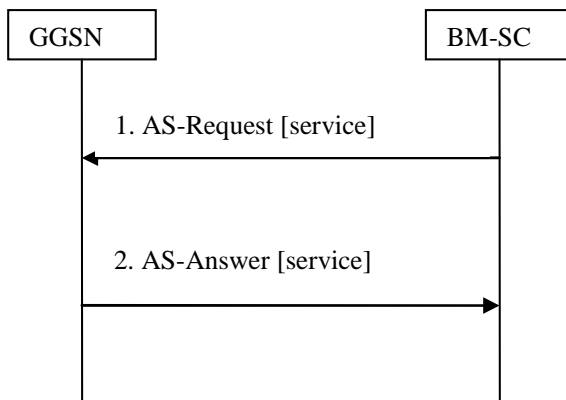 GGSN
BM-SC
1. AS-Request [service]
2. AS-Answer [service]